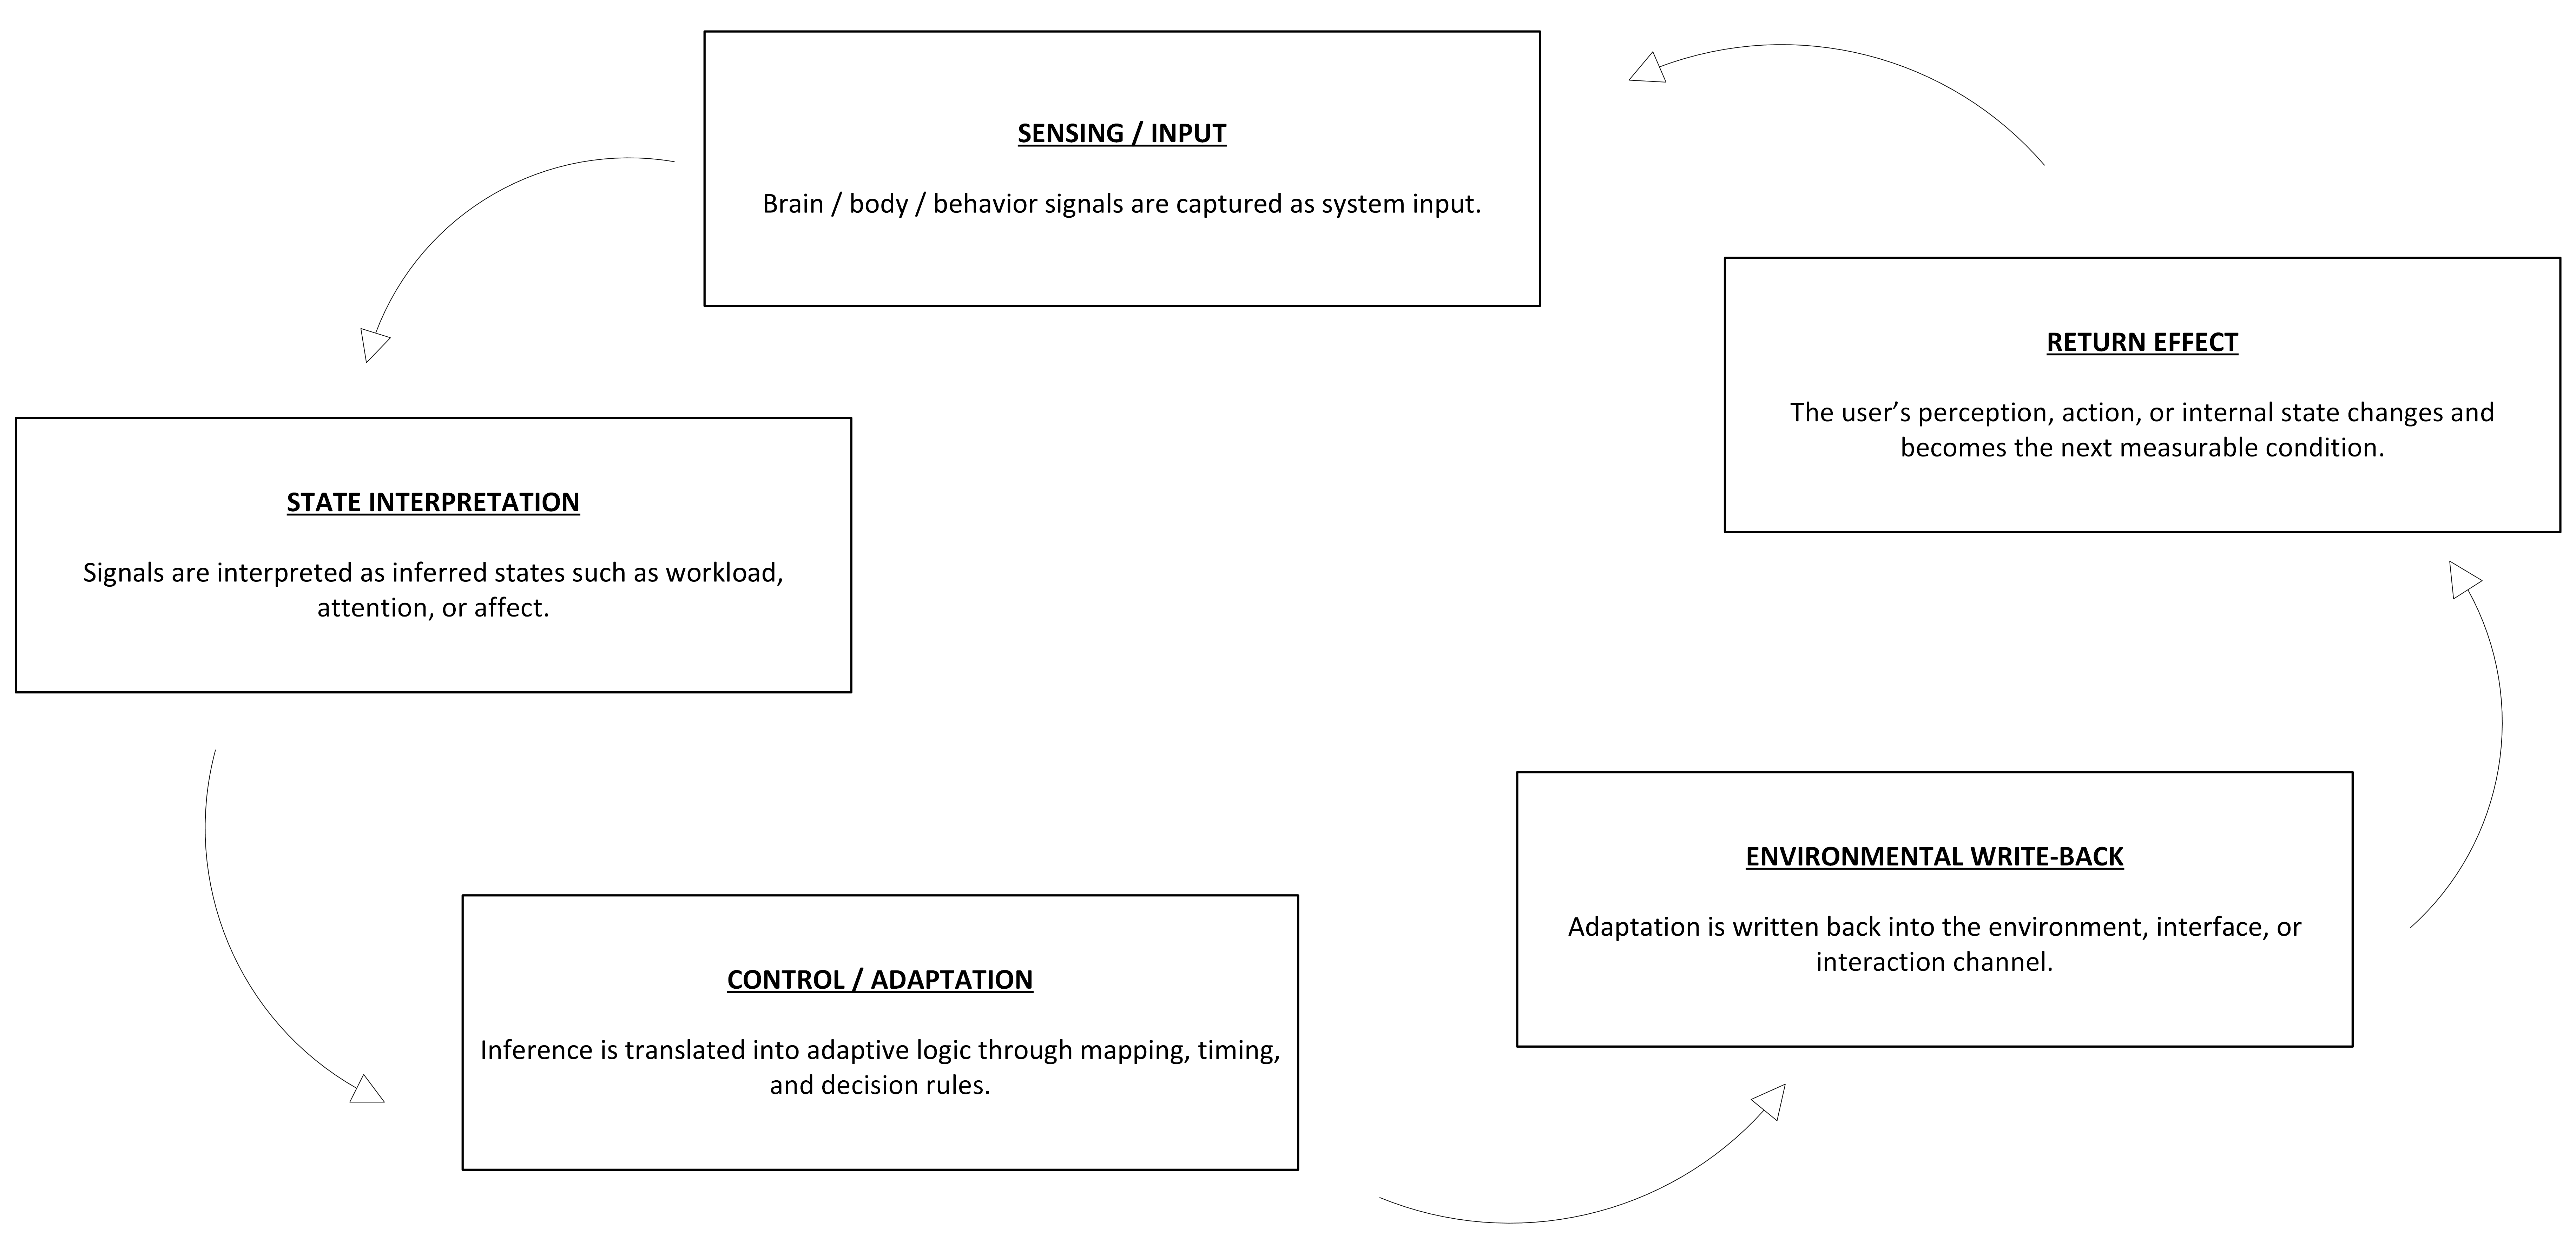 SENSING / INPUT
Brain / body / behavior signals are captured as system input.
STATE INTERPRETATION
Signals are interpreted as inferred states such as workload,
attention, or affect.
CONTROL / ADAPTATION
Inference is translated into adaptive logic through mapping, timing,
and decision rules.
ENVIRONMENTAL WRITE-BACK
Adaptation is written back into the environment, interface, or
interaction channel.
RETURN EFFECT
The user’s perception, action, or internal state changes and
becomes the next measurable condition.